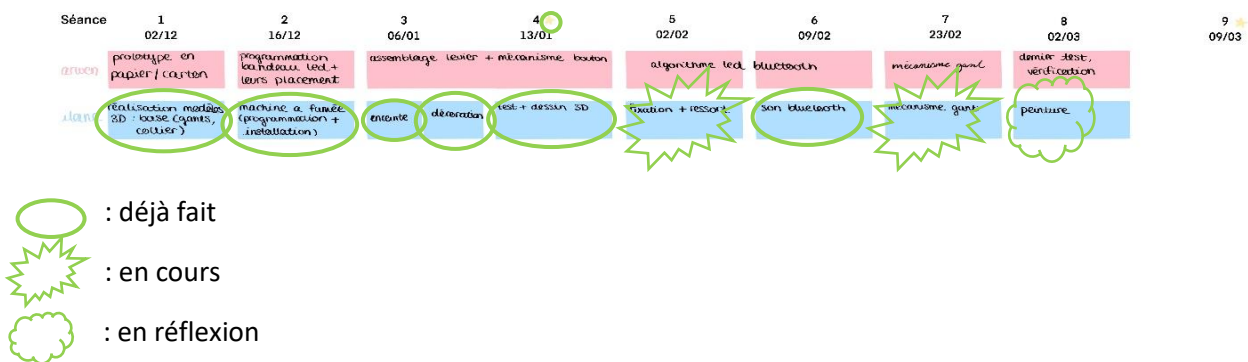 Séance 1 2 3 4 5 6 7 8 9
02/12 16/12 06/01 13/01 02/02 09/02 23/02 02/03 09/03
prototype en programmation assemblage levier + mécanisme bouton algorithme led bluetooth mécanisme gant dernier test,
papier/carton bandeau led + vérification
leurs placement
réalisation modèles machine a fumée enceinte décoration test + dessin 3D fixation + ressort son bluetooth mécanisme gant peinture
3D : base (gants, (programmation +
collier) installation)
: déjà fait
: en cours
: en réflexion